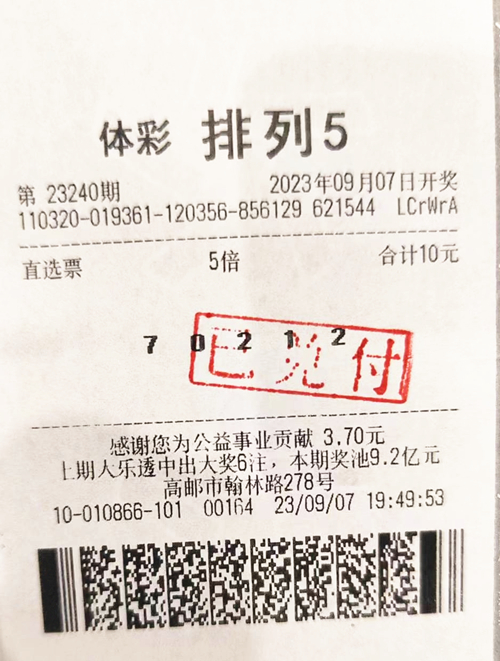 体彩 排列5
第 23240期 2023年09月07日开奖
110320-019361-120356-856129 621544 LCrWrA
直选票 5倍 合计10元
7 0 2 1 2
已兑付
感谢您为公益事业贡献 3.70元
上期大乐透中出大奖6注，本期奖池9.2亿元
高邮市翰林路278号
10-010866-101 00164 23/09/07 19:49:53